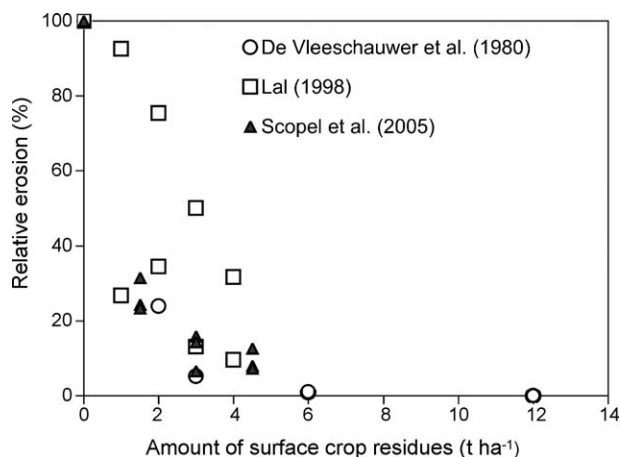 100
80
60
40
20
0
Relative erosion (%)
De Vleeschauwer et al. (1980)
Lal (1998)
Scopel et al. (2005)
0 2 4 6 8 10 12 14
Amount of surface crop residues (t ha⁻¹)